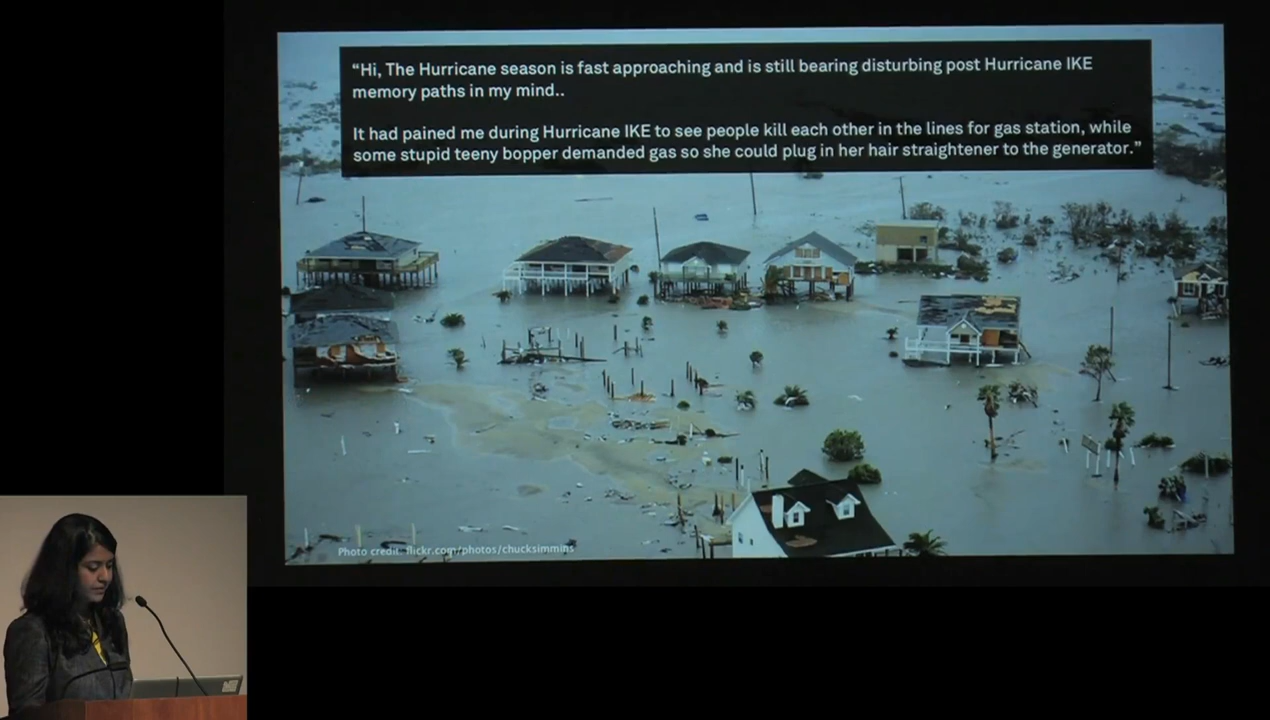 “Hi, The Hurricane season is fast approaching and is still bearing disturbing post Hurricane IKE
memory paths in my mind..
It had pained me during Hurricane IKE to see people kill each other in the lines for gas station, while
some stupid teeny bopper demanded gas so she could plug in her hair straightener to the generator.”
Photo credit: flickr.com/photos/chucksimmins